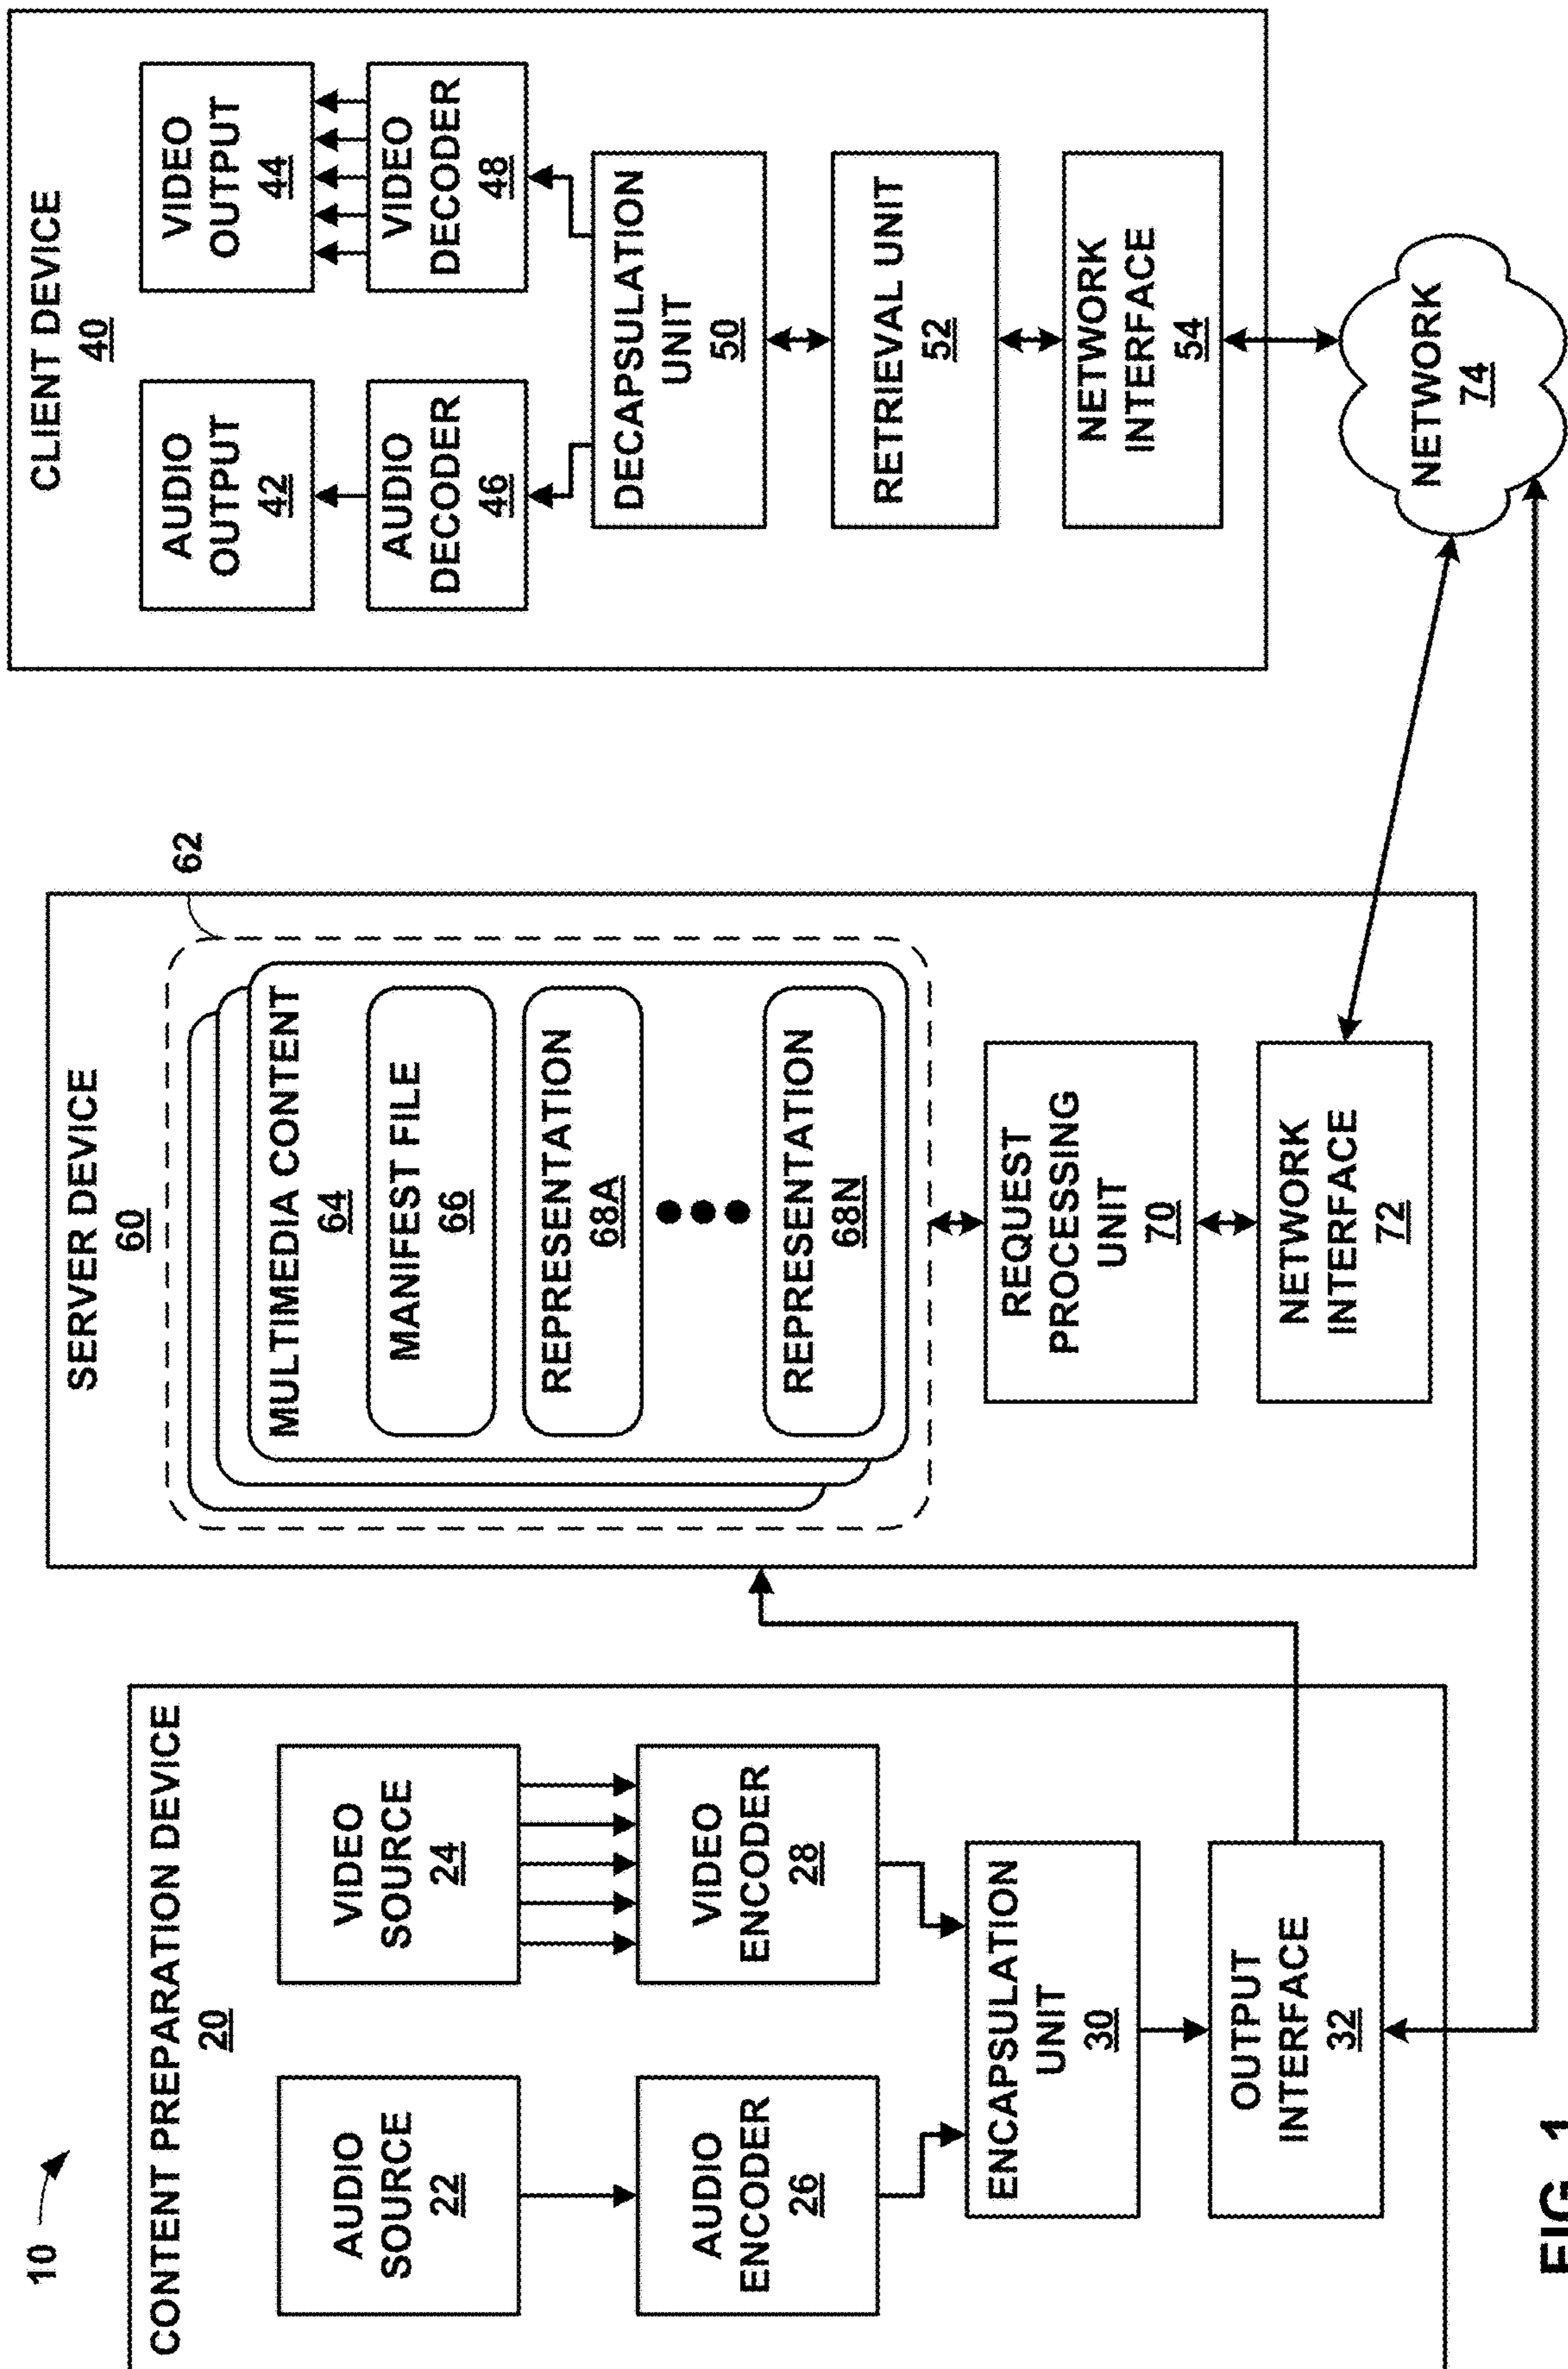 10
CONTENT PREPARATION DEVICE
20
AUDIO
SOURCE
22
VIDEO
SOURCE
24
AUDIO
ENCODER
26
VIDEO
ENCODER
28
ENCAPSULATION
UNIT
30
OUTPUT
INTERFACE
32
SERVER DEVICE
60
62
MULTIMEDIA CONTENT
64
MANIFEST FILE
66
REPRESENTATION
68A
REPRESENTATION
68N
REQUEST
PROCESSING
UNIT
70
NETWORK
INTERFACE
72
CLIENT DEVICE
40
AUDIO
OUTPUT
42
VIDEO
OUTPUT
44
AUDIO
DECODER
46
VIDEO
DECODER
48
DECAPSULATION
UNIT
50
RETRIEVAL UNIT
52
NETWORK
INTERFACE
54
NETWORK
74
FIG. 1